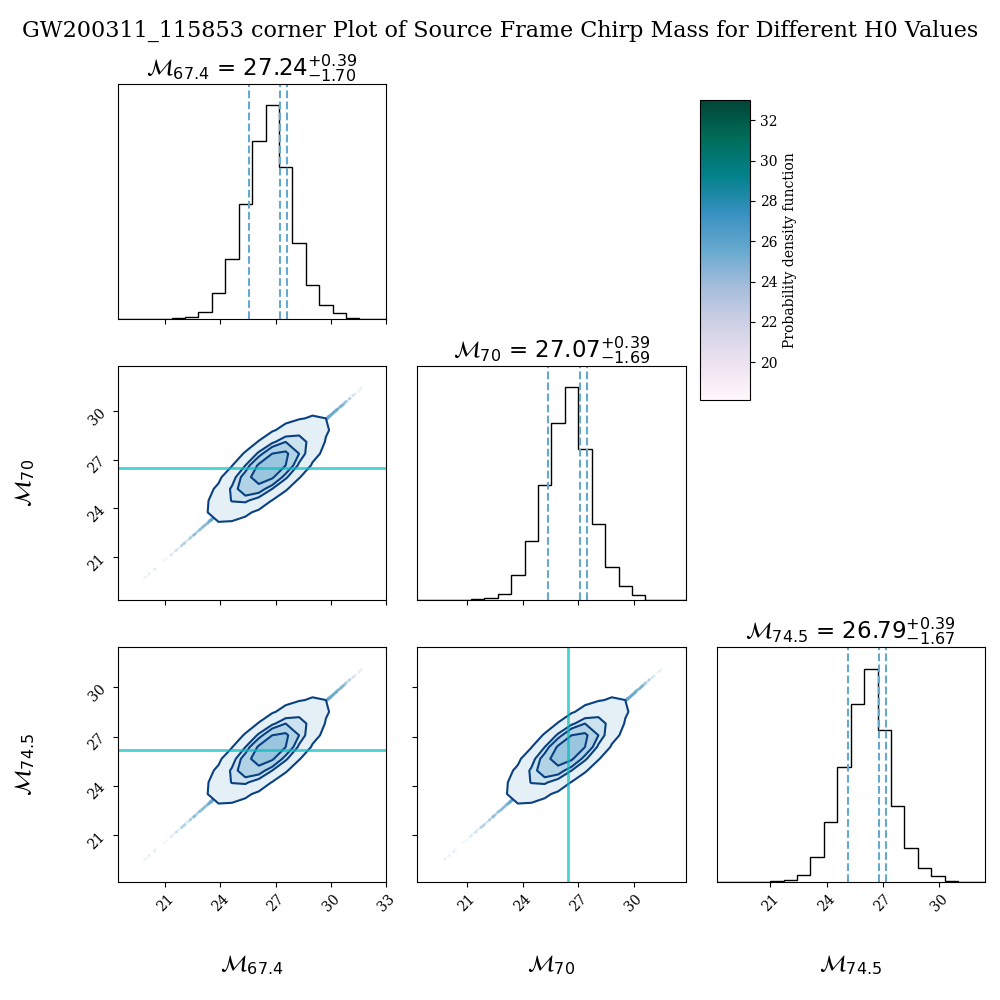 GW200311_115853 corner Plot of Source Frame Chirp Mass for Different H0 Values
ℳ67.4 = 27.24+0.39−1.70
32
30
28
26
24
22
20
Probability density function
ℳ70 = 27.07+0.39−1.69
30
27
24
21
ℳ70
ℳ74.5 = 26.79+0.39−1.67
30
27
24
21
ℳ74.5
21 24 27 30 33
21 24 27 30
21 24 27 30
ℳ67.4
ℳ70
ℳ74.5